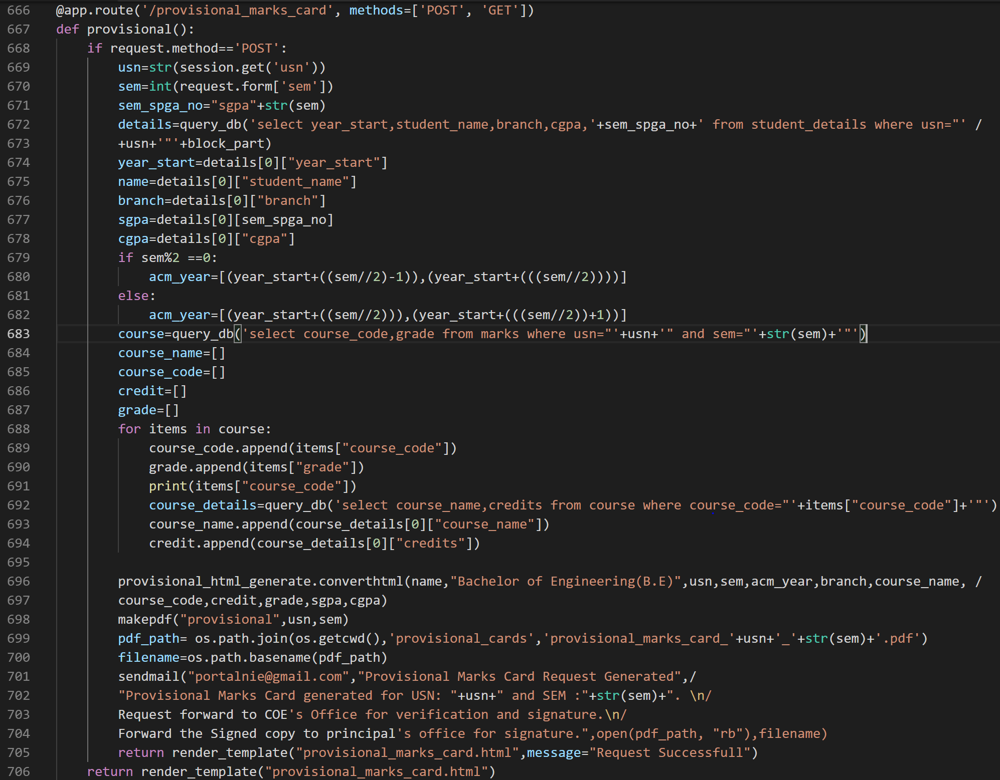 666 @app.route('/provisional_marks_card', methods=['POST', 'GET'])
667 def provisional():
668     if request.method=='POST':
669         usn=str(session.get('usn'))
670         sem=int(request.form['sem'])
671         sem_spga_no="sgpa"+str(sem)
672         details=query_db('select year_start,student_name,branch,cgpa,'+sem_spga_no+' from student_details where usn="' /
673         +usn+'"'+block_part)
674         year_start=details[0]["year_start"]
675         name=details[0]["student_name"]
676         branch=details[0]["branch"]
677         sgpa=details[0][sem_spga_no]
678         cgpa=details[0]["cgpa"]
679         if sem%2 ==0:
680             acm_year=[(year_start+((sem//2)-1)),(year_start+(((sem//2))))]
681         else:
682             acm_year=[(year_start+((sem//2))),(year_start+(((sem//2))+1))]
683         course=query_db('select course_code,grade from marks where usn="'+usn+'" and sem="'+str(sem)+'"')
684         course_name=[]
685         course_code=[]
686         credit=[]
687         grade=[]
688         for items in course:
689             course_code.append(items["course_code"])
690             grade.append(items["grade"])
691             print(items["course_code"])
692             course_details=query_db('select course_name,credits from course where course_code="'+items["course_code"]+'"')
693             course_name.append(course_details[0]["course_name"])
694             credit.append(course_details[0]["credits"])
695
696         provisional_html_generate.converthtml(name,"Bachelor of Engineering(B.E)",usn,sem,acm_year,branch,course_name, /
697         course_code,credit,grade,sgpa,cgpa)
698         makepdf("provisional",usn,sem)
699         pdf_path= os.path.join(os.getcwd(),'provisional_cards','provisional_marks_card_'+usn+'_'+str(sem)+'.pdf')
700         filename=os.path.basename(pdf_path)
701         sendmail("portalnie@gmail.com","Provisional Marks Card Request Generated",/
702         "Provisional Marks Card generated for USN: "+usn+" and SEM :"+str(sem)+". \n/
703         Request forward to COE's Office for verification and signature.\n/
704         Forward the Signed copy to principal's office for signature.",open(pdf_path, "rb"),filename)
705         return render_template("provisional_marks_card.html",message="Request Successfull")
706     return render_template("provisional_marks_card.html")